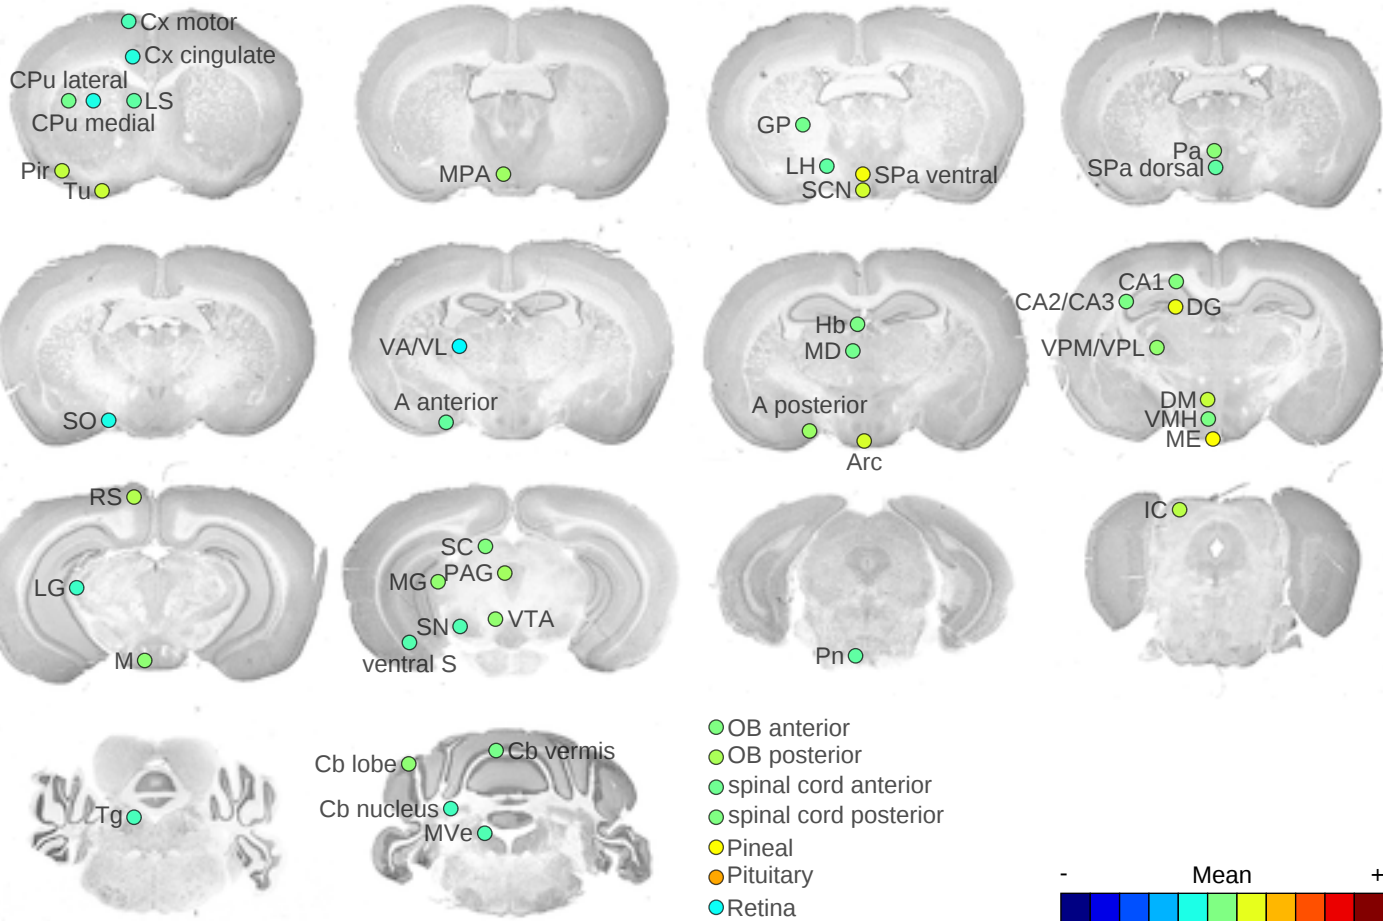 Cx motor
Cx cingulate
CPu lateral
LS
CPu medial
Pir
Tu
MPA
GP
LH
SPa ventral
SCN
Pa
SPa dorsal
SO
VA/VL
A anterior
Hb
MD
A posterior
Arc
CA1
CA2/CA3
DG
VPM/VPL
DM
VMH
ME
RS
LG
M
SC
MG
PAG
SN
VTA
ventral S
Pn
IC
Tg
Cb lobe
Cb vermis
Cb nucleus
MVe
OB anterior
OB posterior
spinal cord anterior
spinal cord posterior
Pineal
Pituitary
Retina
- Mean +